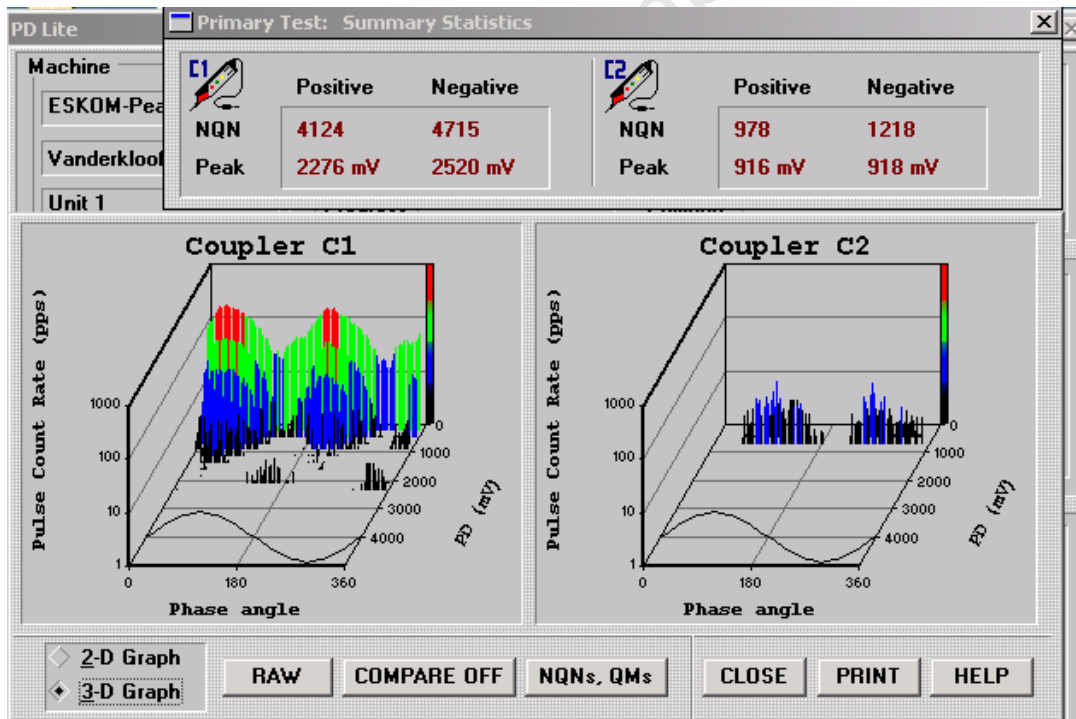 PD Lite
Primary Test: Summary Statistics
Machine
ESKOM-Pea
Vanderkloof
Unit 1
C1
Positive Negative
NQN 4124 4715
Peak 2276 mV 2520 mV
C2
Positive Negative
NQN 978 1218
Peak 916 mV 918 mV
Coupler C1
Pulse Count Rate (pps)
1000
100
10
1
0
1000
2000
3000
4000
PD (mV)
0 180 360
Phase angle
Coupler C2
Pulse Count Rate (pps)
1000
100
10
1
0
1000
2000
3000
4000
PD (mV)
0 180 360
Phase angle
2-D Graph
3-D Graph
RAW
COMPARE OFF
NQNs, QMs
CLOSE
PRINT
HELP